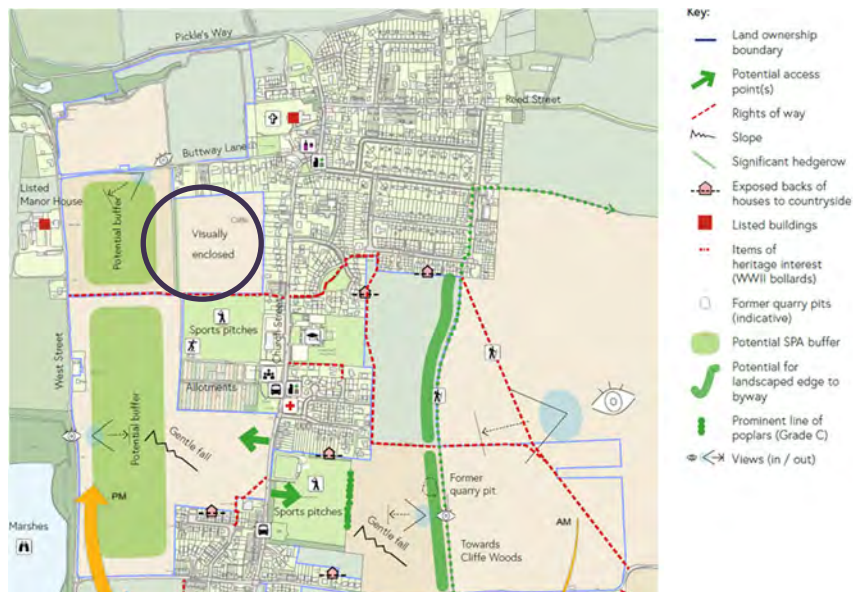 Key:
Land ownership
boundary
Potential access
point(s)
Rights of way
Slope
Significant hedgerow
Exposed backs of
houses to countryside
Listed buildings
Items of
heritage interest
(WWII bollards)
Former quarry pits
(indicative)
Potential SPA buffer
Potential for
landscaped edge to
byway
Prominent line of
poplars (Grade C)
Views (in / out)
Pickle's Way
Reed Street
Buttway Lane
Listed
Manor House
Potential buffer
Cliffe
Visually
enclosed
Sports pitches
Church Street
West Street
Allotments
Potential buffer
Gentle fall
PM
Marshes
Sports pitches
Gentle fall
Former
quarry pit
Towards
Cliffe Woods
AM